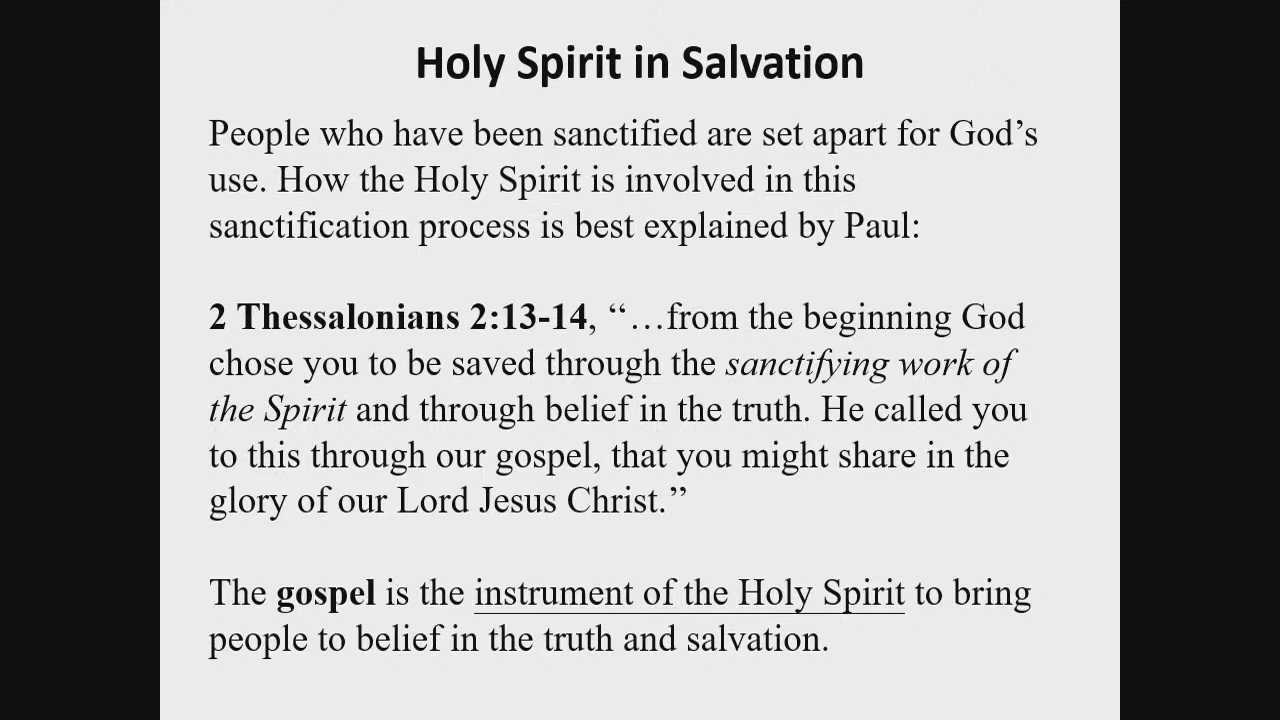 Holy Spirit in Salvation
People who have been sanctified are set apart for God’s
use. How the Holy Spirit is involved in this
sanctification process is best explained by Paul:
2 Thessalonians 2:13-14, “…from the beginning God
chose you to be saved through the sanctifying work of
the Spirit and through belief in the truth. He called you
to this through our gospel, that you might share in the
glory of our Lord Jesus Christ.”
The gospel is the instrument of the Holy Spirit to bring
people to belief in the truth and salvation.